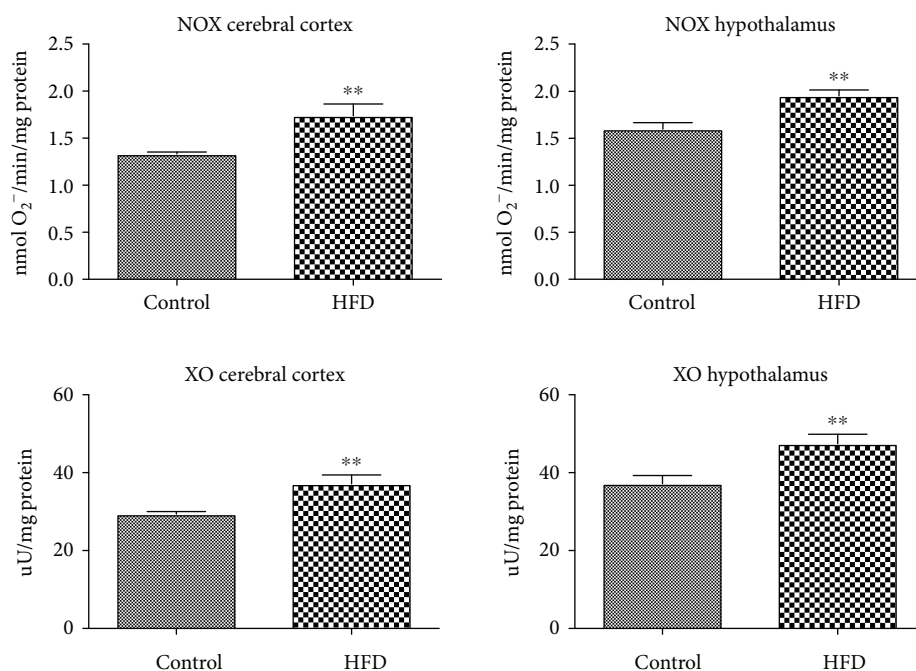 NOX cerebral cortex
2.5
2.0
1.5
1.0
0.5
0.0
nmol O₂⁻/min/mg protein
**
Control HFD
NOX hypothalamus
2.5
2.0
1.5
1.0
0.5
0.0
nmol O₂⁻/min/mg protein
**
Control HFD
XO cerebral cortex
60
40
20
0
uU/mg protein
**
Control HFD
XO hypothalamus
60
40
20
0
uU/mg protein
**
Control HFD